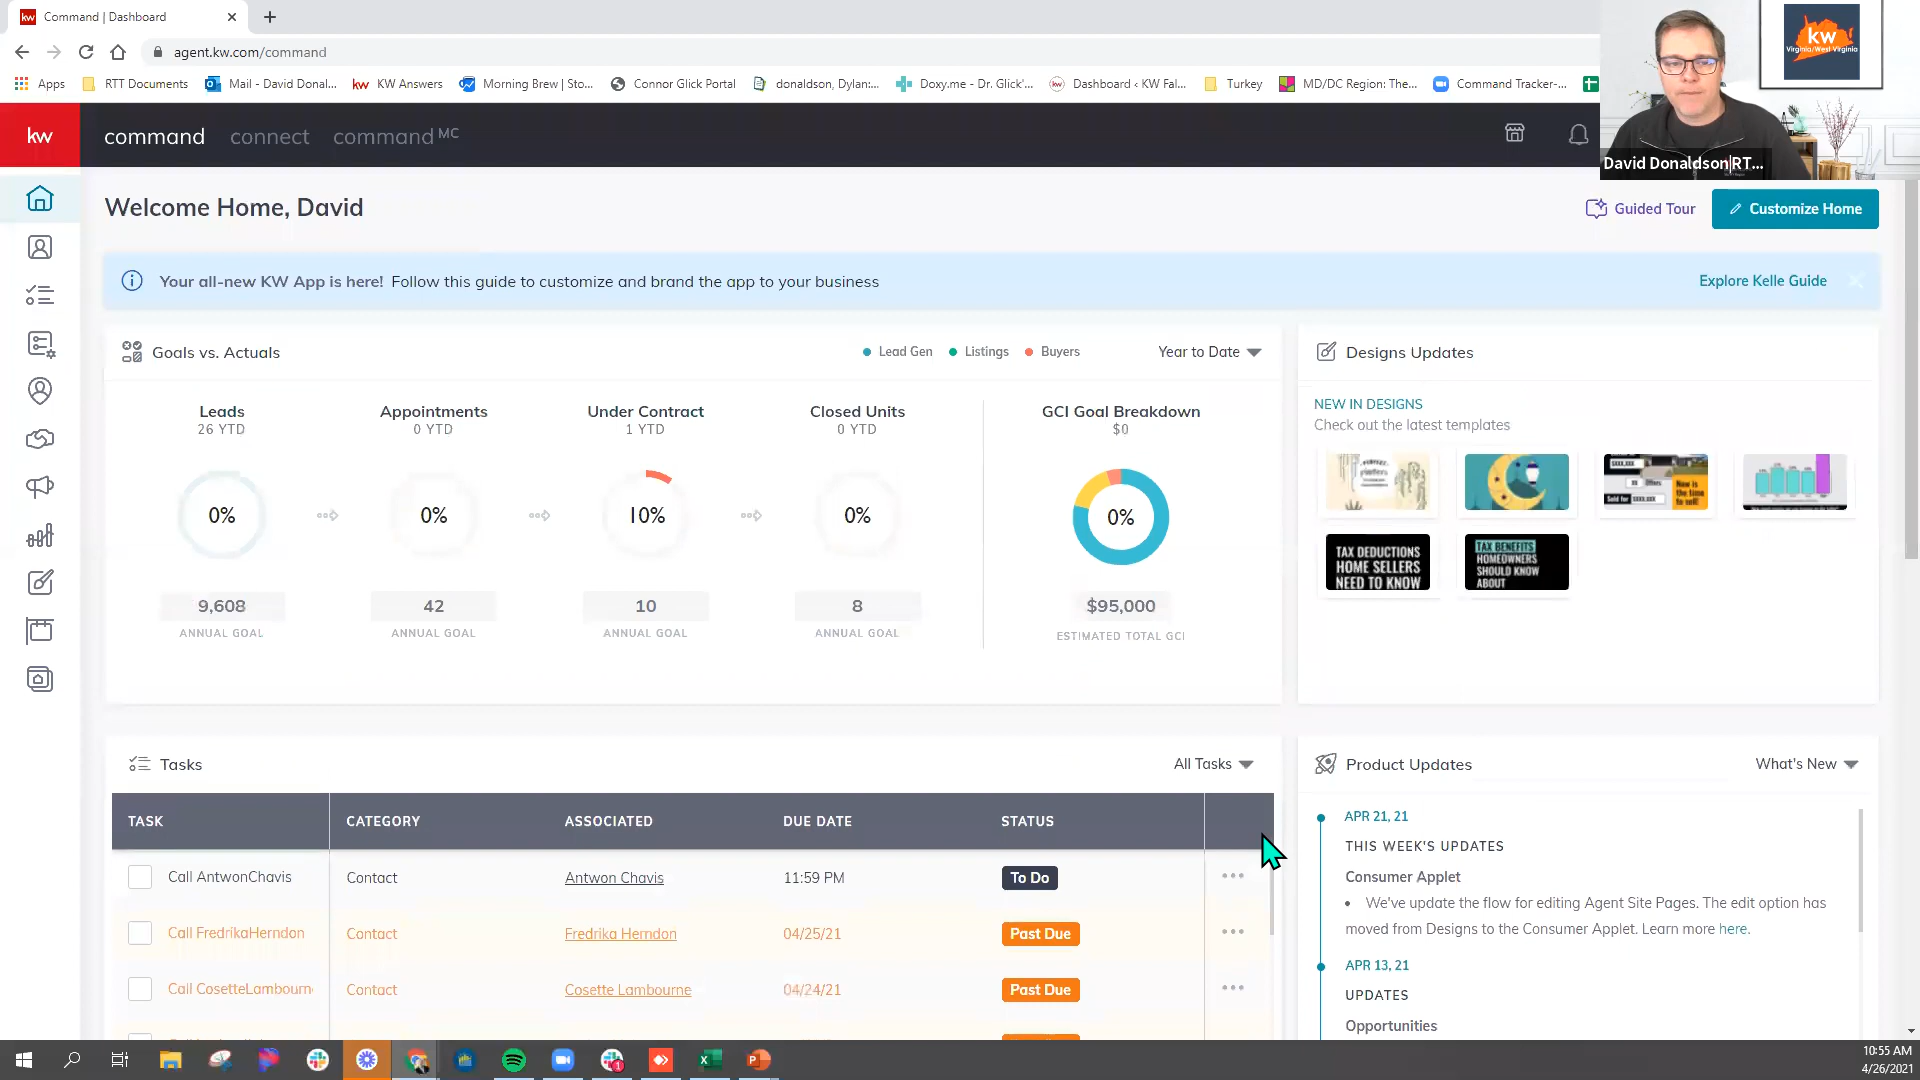 Command | Dashboard
agent.kw.com/command
Apps
RTT Documents
Mail - David Donal...
KW Answers
Morning Brew | Sto...
Connor Glick Portal
donaldson, Dylan:...
Doxy.me - Dr. Glick'...
Dashboard ‹ KW Fal...
Turkey
MD/DC Region: The...
Command Tracker-...
kw
Virginia/West Virginia
David Donaldson|RT...
kw
command
connect
command MC
Welcome Home, David
Guided Tour
Customize Home
Your all-new KW App is here! Follow this guide to customize and brand the app to your business
Explore Kelle Guide
Goals vs. Actuals
Lead Gen
Listings
Buyers
Year to Date
Leads
26 YTD
0%
9,608
ANNUAL GOAL
Appointments
0 YTD
0%
42
ANNUAL GOAL
Under Contract
1 YTD
10%
10
ANNUAL GOAL
Closed Units
0 YTD
0%
8
ANNUAL GOAL
GCI Goal Breakdown
$0
0%
$95,000
ESTIMATED TOTAL GCI
Designs Updates
NEW IN DESIGNS
Check out the latest templates
Now is
the time
to sell!
TAX DEDUCTIONS
HOME SELLERS
NEED TO KNOW
TAX BENEFITS
HOMEOWNERS
SHOULD KNOW
ABOUT
Tasks
All Tasks
TASK
CATEGORY
ASSOCIATED
DUE DATE
STATUS
Call AntwonChavis
Contact
Antwon Chavis
11:59 PM
To Do
Call FredrikaHerndon
Contact
Fredrika Herndon
04/25/21
Past Due
Call CosetteLambourn
Contact
Cosette Lambourne
04/24/21
Past Due
Product Updates
What's New
APR 21, 21
THIS WEEK'S UPDATES
Consumer Applet
• We've update the flow for editing Agent Site Pages. The edit option has
moved from Designs to the Consumer Applet. Learn more here.
APR 13, 21
UPDATES
Opportunities
10:55 AM
4/26/2021